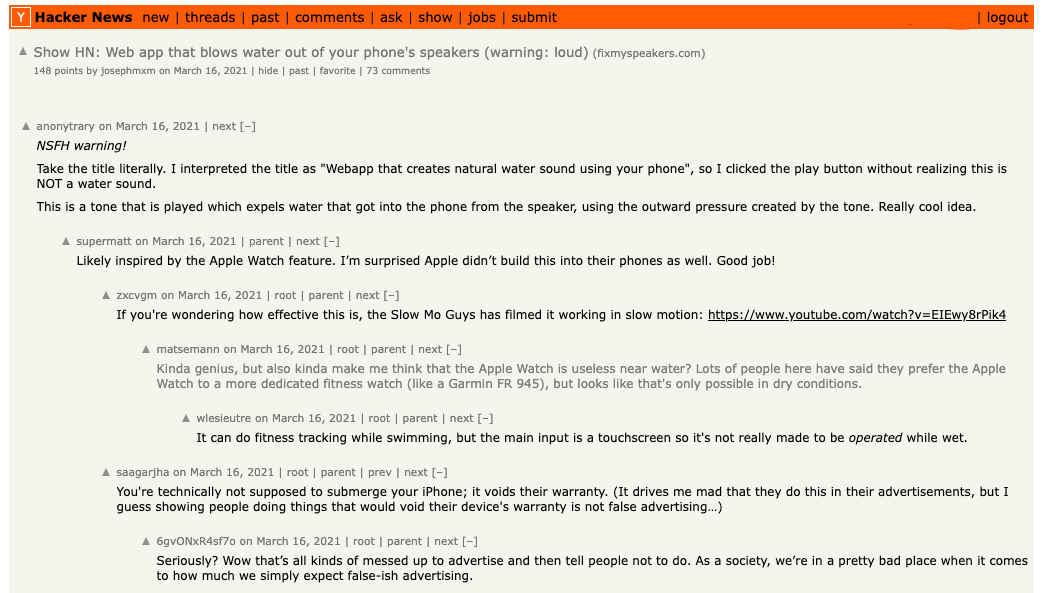 Y Hacker News new | threads | past | comments | ask | show | jobs | submit | logout
▲ Show HN: Web app that blows water out of your phone's speakers (warning: loud) (fixmyspeakers.com)
148 points by josephmxm on March 16, 2021 | hide | past | favorite | 73 comments
▲ anonytrary on March 16, 2021 | next [–]
NSFH warning!
Take the title literally. I interpreted the title as "Webapp that creates natural water sound using your phone", so I clicked the play button without realizing this is
NOT a water sound.
This is a tone that is played which expels water that got into the phone from the speaker, using the outward pressure created by the tone. Really cool idea.
▲ supermatt on March 16, 2021 | parent | next [–]
Likely inspired by the Apple Watch feature. I’m surprised Apple didn’t build this into their phones as well. Good job!
▲ zxcvgm on March 16, 2021 | root | parent | next [–]
If you're wondering how effective this is, the Slow Mo Guys has filmed it working in slow motion: https://www.youtube.com/watch?v=EIEwy8rPik4
▲ matsemann on March 16, 2021 | root | parent | next [–]
Kinda genius, but also kinda make me think that the Apple Watch is useless near water? Lots of people here have said they prefer the Apple
Watch to a more dedicated fitness watch (like a Garmin FR 945), but looks like that's only possible in dry conditions.
▲ wlesieutre on March 16, 2021 | root | parent | next [–]
It can do fitness tracking while swimming, but the main input is a touchscreen so it's not really made to be operated while wet.
▲ saagarjha on March 16, 2021 | root | parent | prev | next [–]
You're technically not supposed to submerge your iPhone; it voids their warranty. (It drives me mad that they do this in their advertisements, but I
guess showing people doing things that would void their device's warranty is not false advertising…)
▲ 6gvONxR4sf7o on March 16, 2021 | root | parent | next [–]
Seriously? Wow that’s all kinds of messed up to advertise and then tell people not to do. As a society, we’re in a pretty bad place when it comes
to how much we simply expect false-ish advertising.